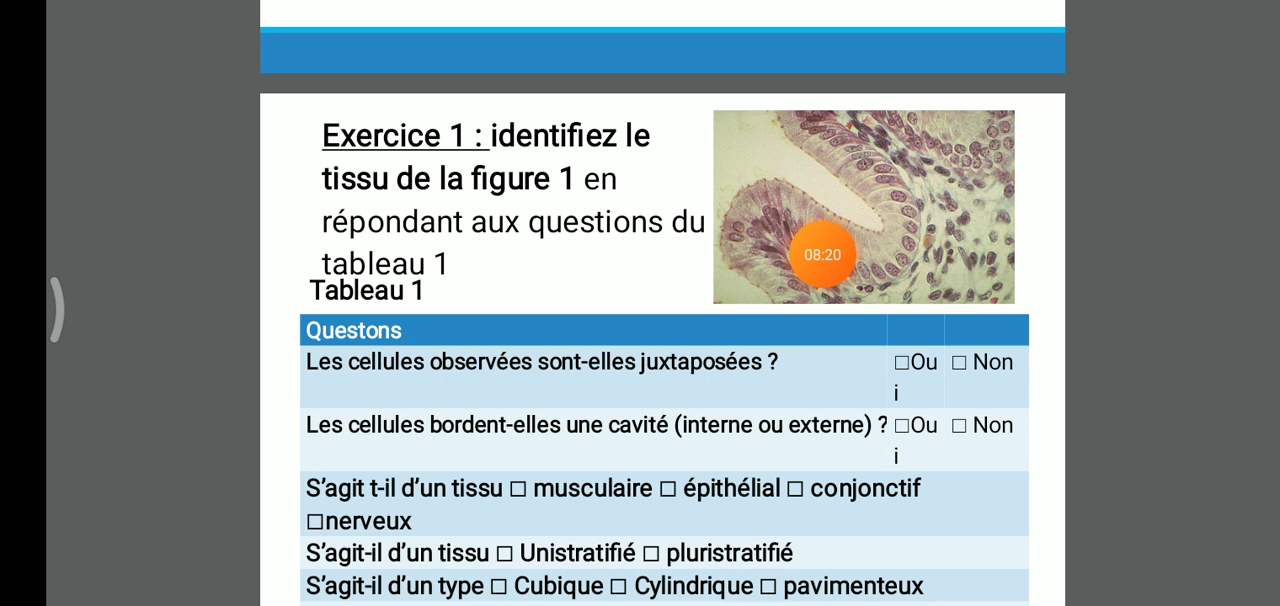 Exercice 1 : identifiez le
tissu de la figure 1 en
répondant aux questions du
tableau 1
Tableau 1
08:20
Questons
Les cellules observées sont-elles juxtaposées ? □Ou □ Non
i
Les cellules bordent-elles une cavité (interne ou externe) ? □Ou □ Non
i
S’agit t-il d’un tissu □ musculaire □ épithélial □ conjonctif
□nerveux
S’agit-il d’un tissu □ Unistratifié □ pluristratifié
S’agit-il d’un type □ Cubique □ Cylindrique □ pavimenteux